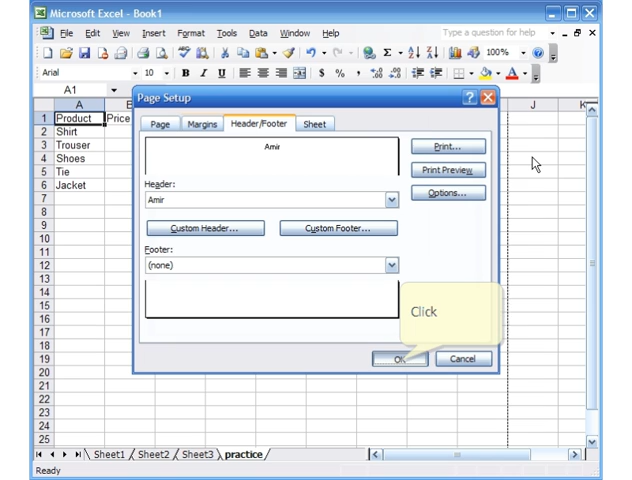 Microsoft Excel - Book1
File Edit View Insert Format Tools Data Window Help Type a question for help
100%
Arial 10 B I U $ % ,
A1
A J K
1 Product Price
2 Shirt
3 Trouser
4 Shoes
5 Tie
6 Jacket
7
8
9
10
11
12
13
14
15
16
17
18
19
20
21
22
23
24
25
Page Setup
Page Margins Header/Footer Sheet
Amir
Print...
Print Preview
Options...
Header:
Amir
Custom Header... Custom Footer...
Footer:
(none)
Click
OK Cancel
Sheet1 Sheet2 Sheet3 practice
Ready